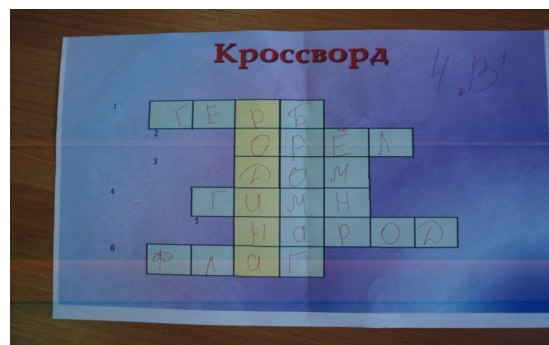 Кроссворд
4 "В"
1 ГЕРБ
2 ОРЁЛ
3 ДОМ
4 ГИМН
5 НАРОД
6 ФЛАГ